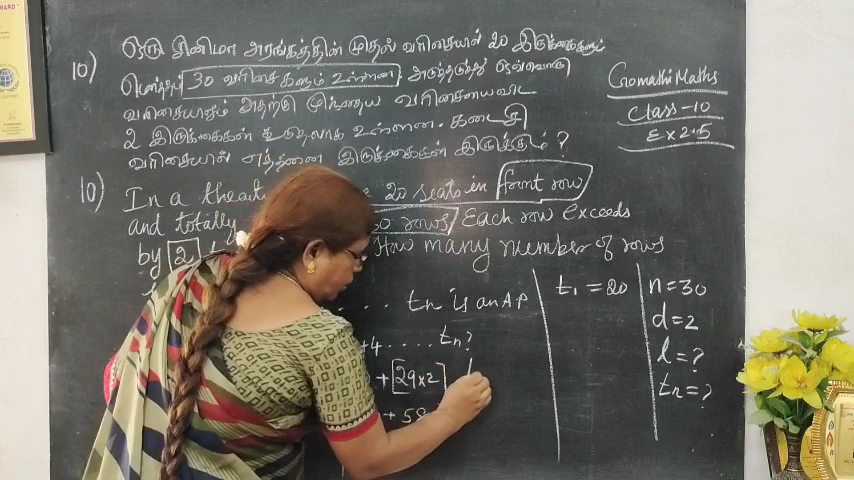 10) ஒரு சினிமா அரங்கத்தின் முதல் வரிசையில் 20 இருக்கைகளும்
மொத்தம் 30 வரிசைகளும் உள்ளன. அடுத்தடுத்து ஒவ்வொரு
வரிசையிலும் அதற்கு முந்தைய வரிசையைவிட
2 இருக்கைகள் கூடுதலாக உள்ளன. கடைசி
வரிசையில் எத்தனை இருக்கைகள் இருக்கும்?
Gomathi Maths
Class-10
Ex 2.5
10) In a 20 seats in front row
and totally rows Each row exceeds
by 2 How many number of rows
.... tn is an AP
+4 .... tn?
+ 29x2
+ 58
t1 = 20
n=30
d=2
l=?
tn=?
AWARD